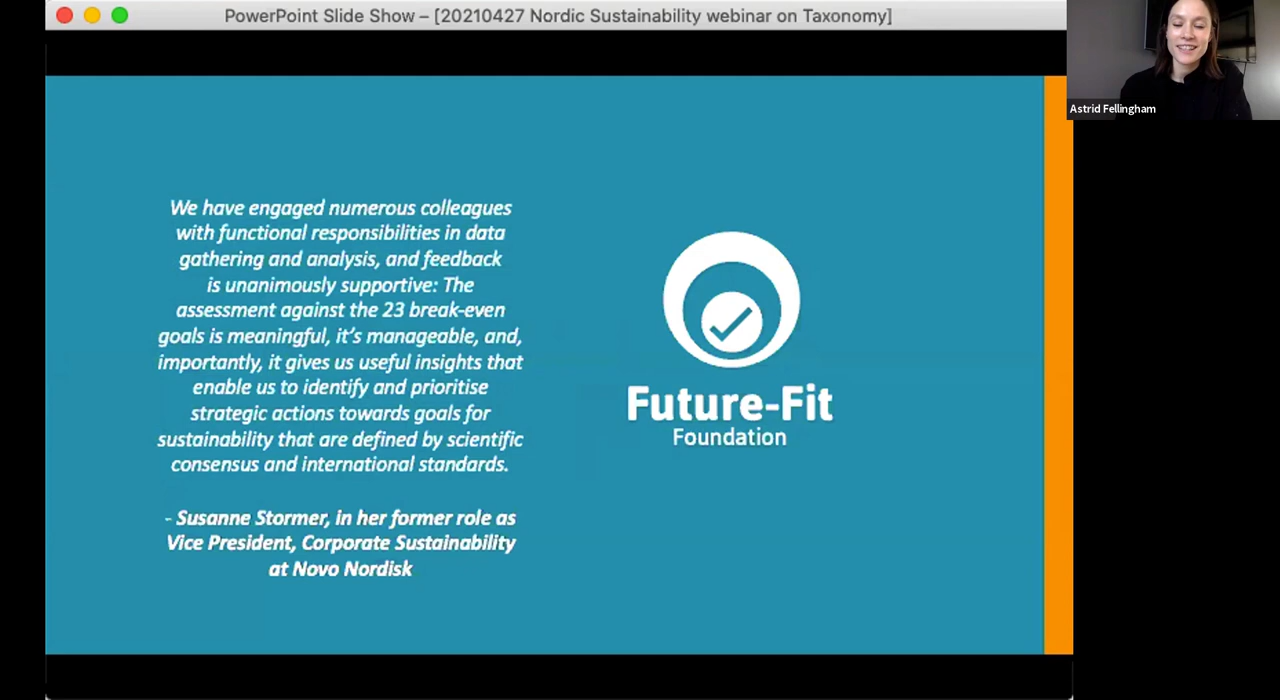 PowerPoint Slide Show – [20210427 Nordic Sustainability webinar on Taxonomy]
Astrid Fellingham
We have engaged numerous colleagues
with functional responsibilities in data
gathering and analysis, and feedback
is unanimously supportive: The
assessment against the 23 break-even
goals is meaningful, it’s manageable, and,
importantly, it gives us useful insights that
enable us to identify and prioritise
strategic actions towards goals for
sustainability that are defined by scientific
consensus and international standards.
- Susanne Stormer, in her former role as
Vice President, Corporate Sustainability
at Novo Nordisk
Future-Fit
Foundation